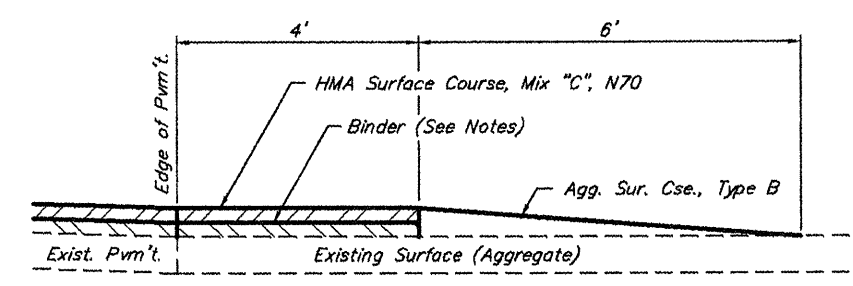 4'
6'
Edge of Pvm't.
HMA Surface Course, Mix "C", N70
Binder (See Notes)
Agg. Sur. Cse., Type B
Exist. Pvm't.
Existing Surface (Aggregate)